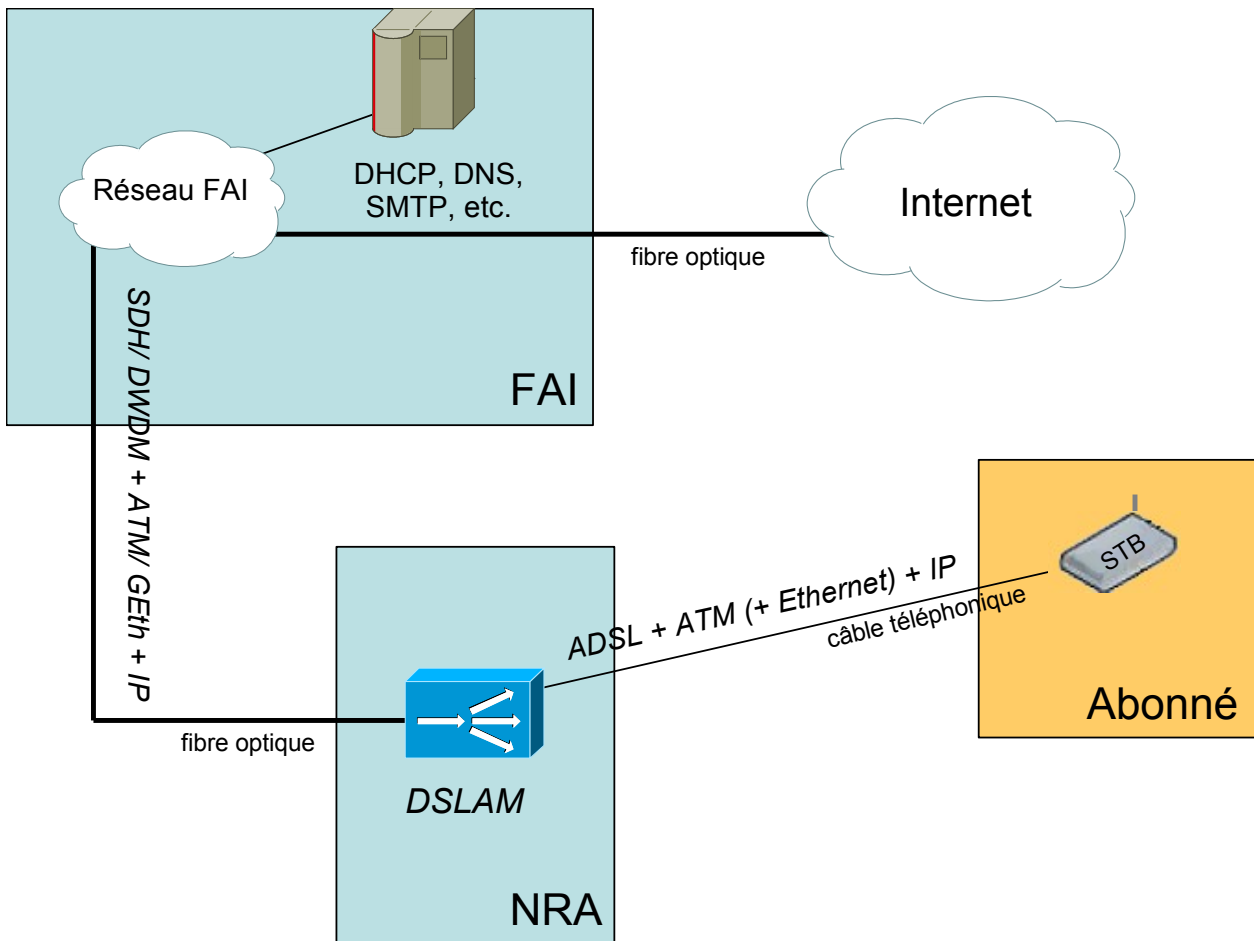 DHCP, DNS,
SMTP, etc.
Réseau FAI
Internet
fibre optique
FAI
SDH/ DWDM + ATM/ GEth + IP
STB
ADSL + ATM (+ Ethernet) + IP
câble téléphonique
Abonné
fibre optique
DSLAM
NRA